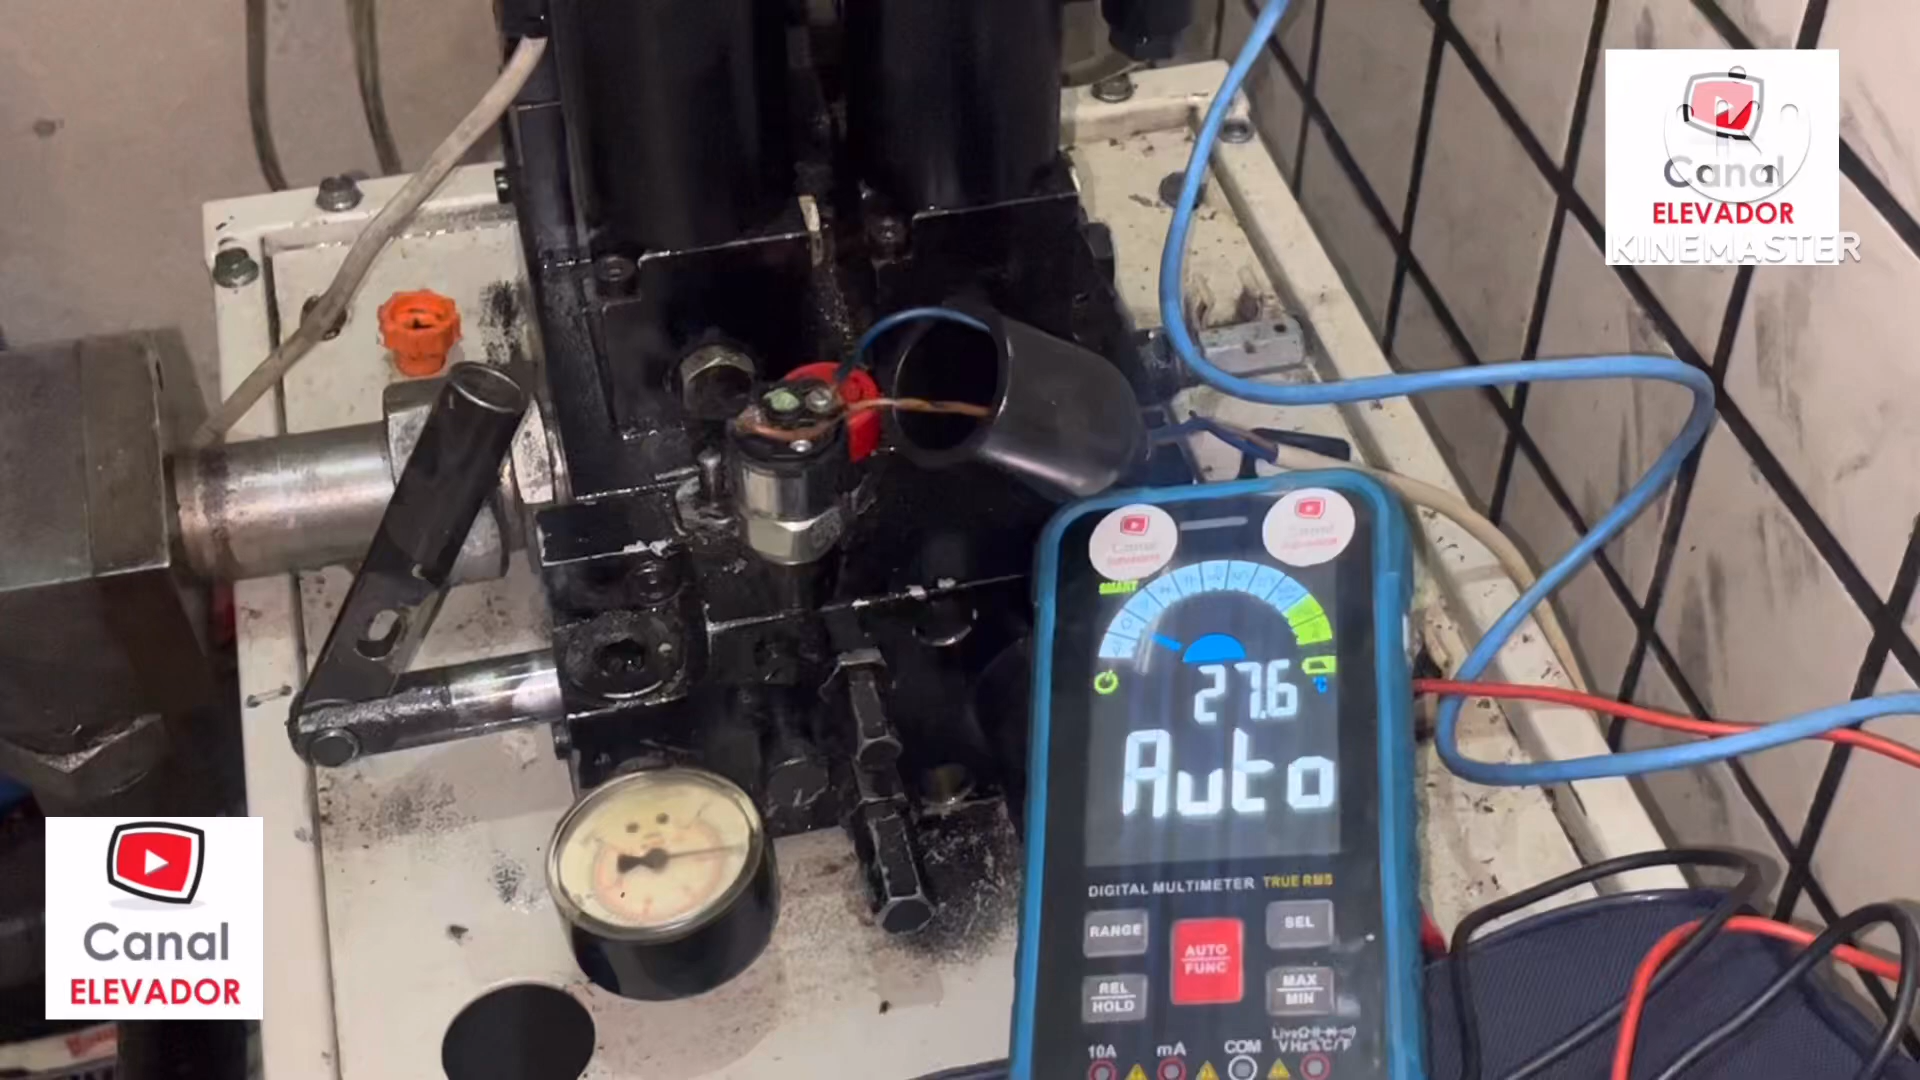 Canal
ELEVADOR
KINEMASTER
SMART
27.6
°C
Auto
DIGITAL MULTIMETER TRUE RMS
RANGE
AUTO
FUNC
SEL
REL
HOLD
MAX
MIN
10A
mA
COM
Canal
ELEVADOR